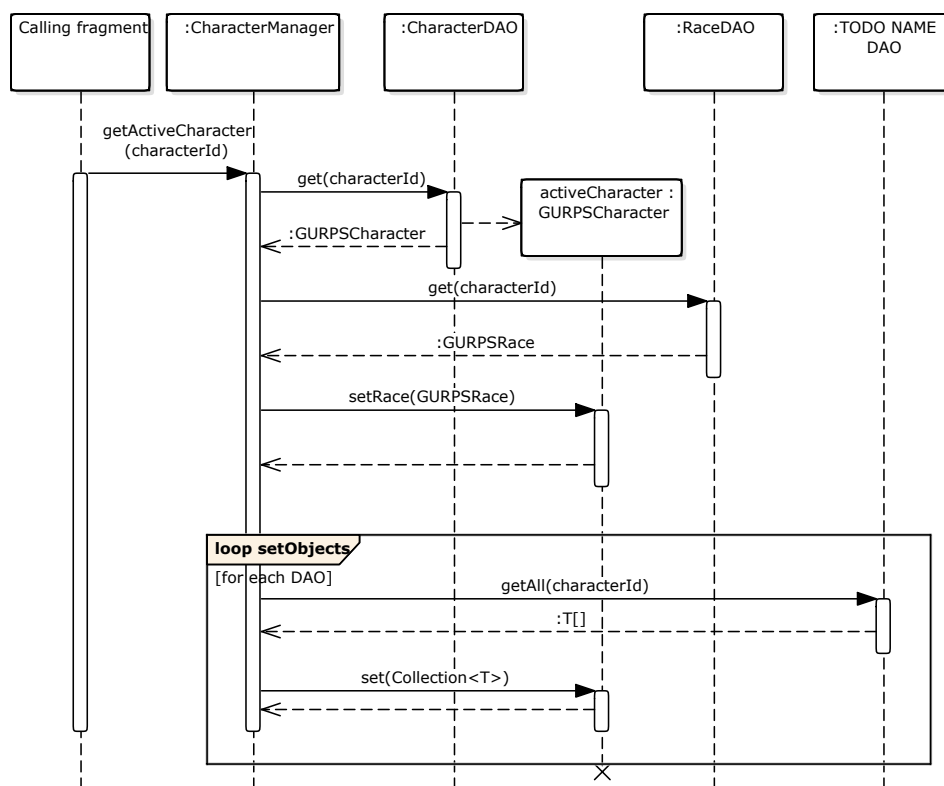 Calling fragment
:CharacterManager
:CharacterDAO
:RaceDAO
:TODO NAME
DAO
getActiveCharacter
(characterId)
get(characterId)
activeCharacter :
GURPSCharacter
:GURPSCharacter
get(characterId)
:GURPSRace
setRace(GURPSRace)
loop setObjects
[for each DAO]
getAll(characterId)
:T[]
set(Collection<T>)